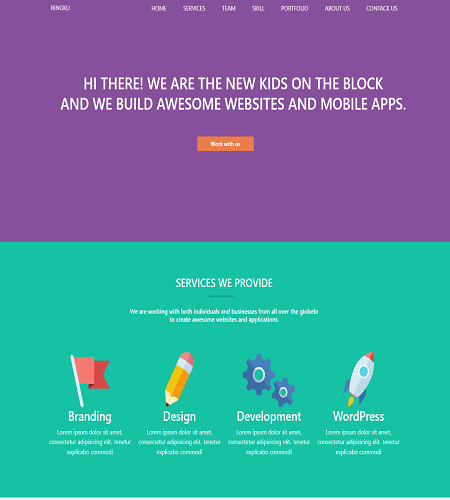 RINGKU
HOME SERVICES TEAM SKILL PORTFOLIO ABOUT US CONTACK US
HI THERE! WE ARE THE NEW KIDS ON THE BLOCK
AND WE BUILD AWESOME WEBSITES AND MOBILE APPS.
Work with us
SERVICES WE PROVIDE
We are working with both individuals and businesses from all over the globebr
to create awesome websites and applications.
Branding
Lorem ipsum dolor sit amet,
consectetur adipisicing elit. Ienetur
explicabo commodi
Design
Lorem ipsum dolor sit amet,
consectetur adipisicing elit. Ienetur
explicabo commodi
Development
Lorem ipsum dolor sit amet,
consectetur adipisicing elit. Ienetur
explicabo commodi
WordPress
Lorem ipsum dolor sit amet,
consectetur adipisicing elit. Ienetur
explicabo commodi